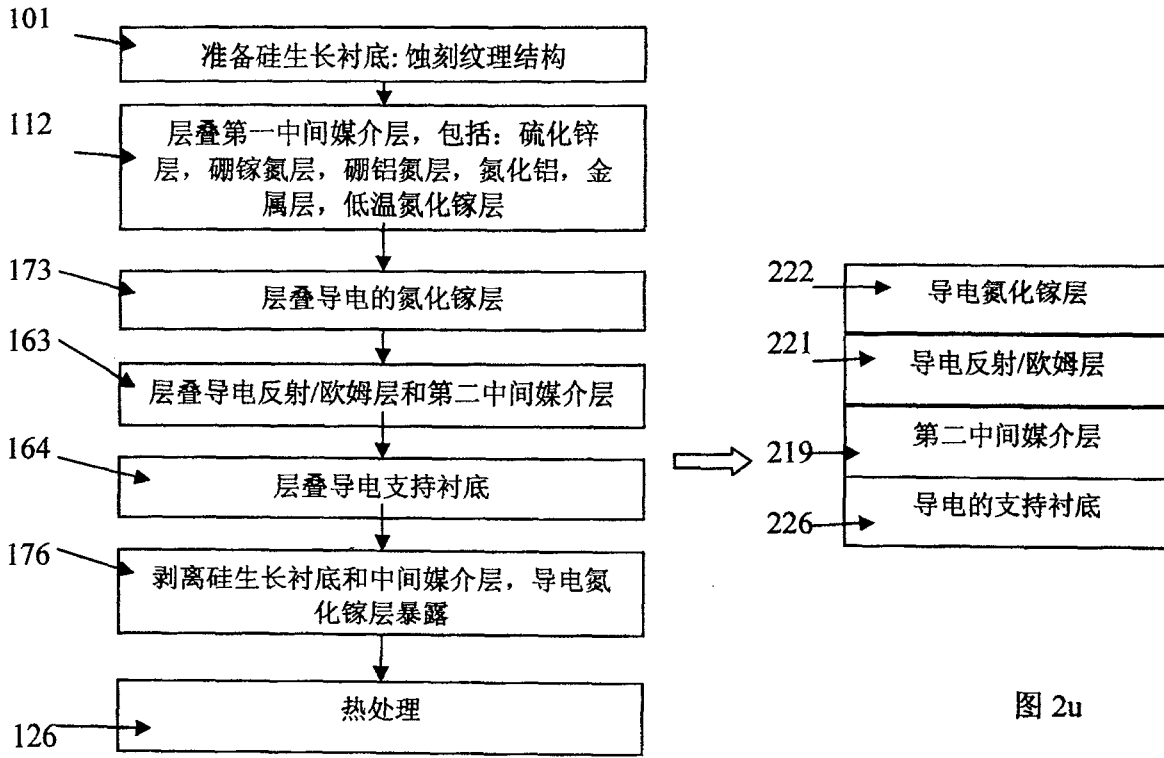 101
准备硅生长衬底: 蚀刻纹理结构
112
层叠第一中间媒介层，包括：硫化锌
层，硼镓氮层，硼铝氮层，氮化铝，金
属层，低温氮化镓层
173
层叠导电的氮化镓层
163
层叠导电反射/欧姆层和第二中间媒介层
164
层叠导电支持衬底
176
剥离硅生长衬底和中间媒介层，导电氮
化镓层暴露
热处理
126
222
导电氮化镓层
221
导电反射/欧姆层
219
第二中间媒介层
226
导电的支持衬底
图 2u